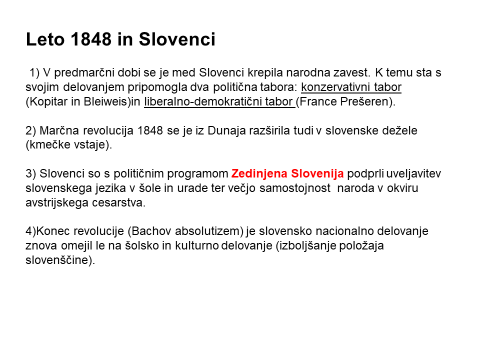 Leto 1848 in Slovenci
1) V predmarčni dobi se je med Slovenci krepila narodna zavest. K temu sta s
svojim delovanjem pripomogla dva politična tabora: konzervativni tabor
(Kopitar in Bleiweis)in liberalno-demokratični tabor (France Prešeren).
2) Marčna revolucija 1848 se je iz Dunaja razširila tudi v slovenske dežele
(kmečke vstaje).
3) Slovenci so s političnim programom Zedinjena Slovenija podprli uveljavitev
slovenskega jezika v šole in urade ter večjo samostojnost naroda v okviru
avstrijskega cesarstva.
4)Konec revolucije (Bachov absolutizem) je slovensko nacionalno delovanje
znova omejil le na šolsko in kulturno delovanje (izboljšanje položaja
slovenščine).